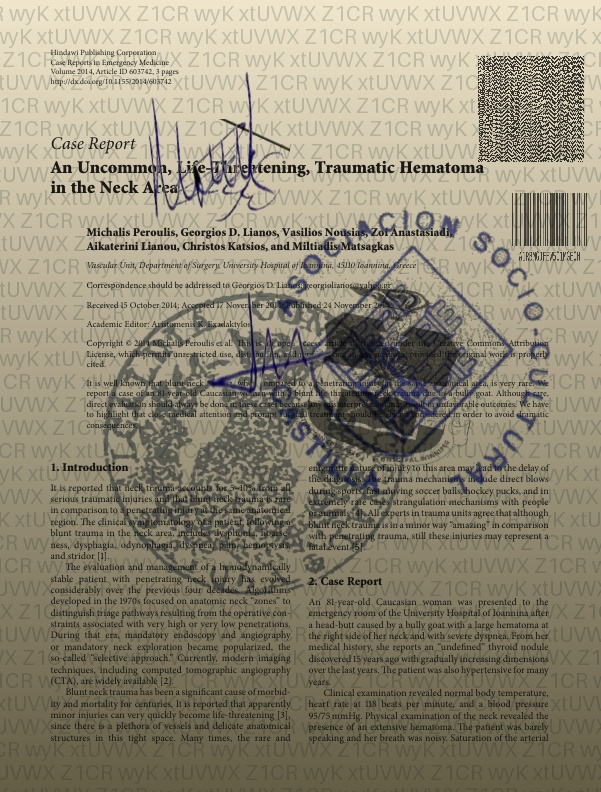 Hindawi Publishing Corporation
Case Reports in Emergency Medicine
Volume 2014, Article ID 603742, 3 pages
http://dx.doi.org/10.1155/2014/603742
Case Report
An Uncommon, Life-Threatening, Traumatic Hematoma
in the Neck Area
Michalis Peroulis, Georgios D. Lianos, Vasilios Nousias, Zoi Anastasiadi,
Aikaterini Lianou, Christos Katsios, and Miltiadis Matsagkas
Vascular Unit, Department of Surgery, University Hospital of Ioannina, 45110 Ioannina, Greece
Correspondence should be addressed to Georgios D. Lianos; georgiolianos@yahoo.gr
Received 15 October 2014; Accepted 17 November 2014; Published 24 November 2014
Academic Editor: Aristomenis K. Exadaktylos
Copyright © 2014 Michalis Peroulis et al. This is an open access article distributed under the Creative Commons Attribution
License, which permits unrestricted use, distribution, and reproduction in any medium, provided the original work is properly
cited.
It is well known that blunt neck trauma, when compared to a penetrating injury in the same anatomical area, is very rare. We
report a case of an 81-year-old Caucasian woman with a blunt life threatening neck trauma due to a bully goat. Although rare,
direct evaluation should always be done in these cases because any misinterpretation may result in unfavorable outcomes. We have
to highlight that close medical attention and prompt surgical treatment should be considered in order to avoid dramatic
consequences.
ASOCIACION SOCIO-CULTURAL
1. Introduction
It is reported that neck trauma accounts for 5–10% from all
serious traumatic injuries and that blunt neck trauma is rare
in comparison to a penetrating injury at the same anatomical
region. The clinical symptomatology of a patient, following a
blunt trauma in the neck area, includes dysphonia, hoarse-
ness, dysphagia, odynophagia, dyspnea, pain, hemoptysis,
and stridor [1].
The evaluation and management of a hemodynamically
stable patient with penetrating neck injury has evolved
considerably over the previous four decades. Algorithms
developed in the 1970s focused on anatomic neck "zones" to
distinguish triage pathways resulting from the operative con-
straints associated with very high or very low penetrations.
During that era, mandatory endoscopy and angiography
or mandatory neck exploration became popularized, the
so-called "selective approach." Currently, modern imaging
techniques, including computed tomographic angiography
(CTA), are widely available [2].
Blunt neck trauma has been a significant cause of morbid-
ity and mortality for centuries. It is reported that apparently
minor injuries can very quickly become life-threatening [3],
since there is a plethora of vessels and delicate anatomical
structures in this tight space. Many times, the rare and
enigmatic nature of injury to this area may lead to the delay of
the diagnosis. The trauma mechanisms include direct blows
during sports, fast moving soccer balls, hockey pucks, and in
extremely rare cases strangulation mechanisms with people
or animals [4]. All experts in trauma units agree that although
blunt neck trauma is in a minor way "amazing" in comparison
with penetrating trauma, still these injuries may represent a
fatal event [5].
2. Case Report
An 81-year-old Caucasian woman was presented to the
emergency room of the University Hospital of Ioannina after
a head-butt caused by a bully goat with a large hematoma at
the right side of her neck and with severe dyspnea. From her
medical history, she reports an "undefined" thyroid nodule
discovered 15 years ago with gradually increasing dimensions
over the last years. The patient was also hypertensive for many
years.
Clinical examination revealed normal body temperature,
heart rate at 118 beats per minute, and a blood pressure
95/75 mmHg. Physical examination of the neck revealed the
presence of an extensive hematoma. The patient was barely
speaking and her breath was noisy. Saturation of the arterial